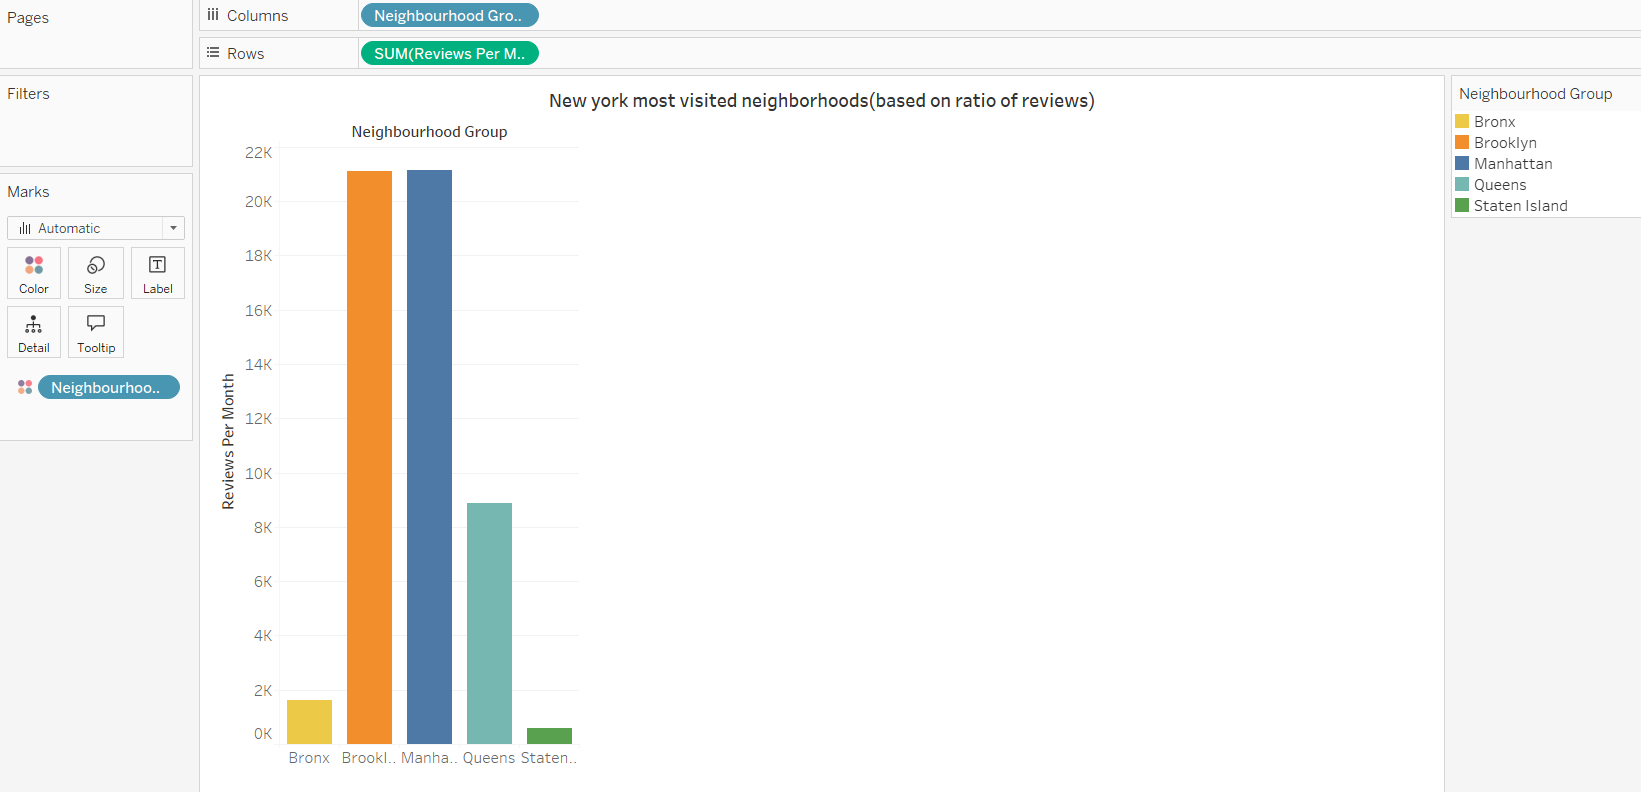 Pages
Columns
Neighbourhood Gro..
Rows
SUM(Reviews Per M..
Filters
Marks
Automatic
Color
Size
Label
Detail
Tooltip
Neighbourhoo..
New york most visited neighborhoods(based on ratio of reviews)
Neighbourhood Group
22K
20K
18K
16K
14K
12K
10K
8K
6K
4K
2K
0K
Reviews Per Month
Bronx Brookl.. Manha.. Queens Staten..
Neighbourhood Group
Bronx
Brooklyn
Manhattan
Queens
Staten Island